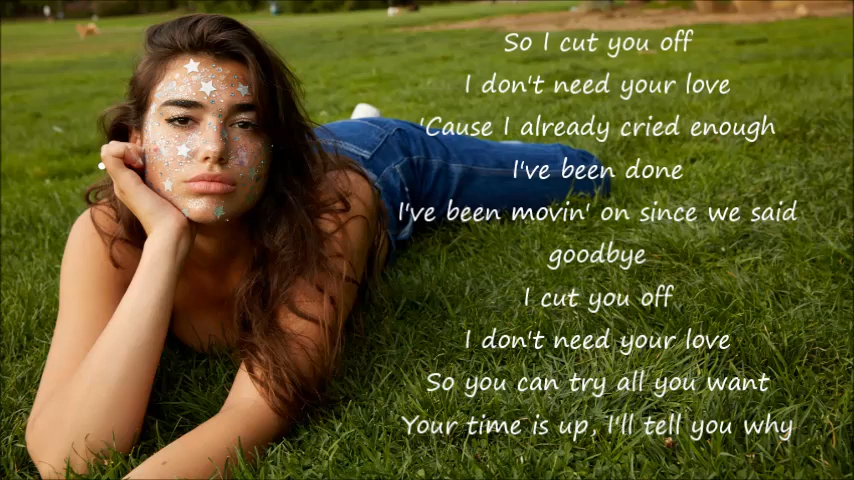 So I cut you off
I don't need your love
'Cause I already cried enough
I've been done
I've been movin' on since we said
goodbye
I cut you off
I don't need your love
So you can try all you want
Your time is up, I'll tell you why